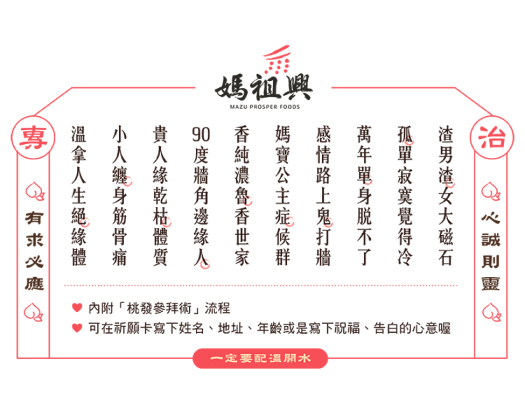 媽祖興
MAZU PROSPER FOODS
專治
渣男渣女大磁石
孤單寂寞覺得冷
萬年單身脱不了
感情路上鬼打牆
媽寶公主症候群
香純濃魯香世家
90度牆角邊緣人
貴人緣乾枯體質
小人纏身筋骨痛
溫拿人生絕緣體
心誠則靈
有求必應
內附「桃發參拜術」流程
可在祈願卡寫下姓名、地址、年齡或是寫下祝福、告白的心意喔
一定要配溫開水